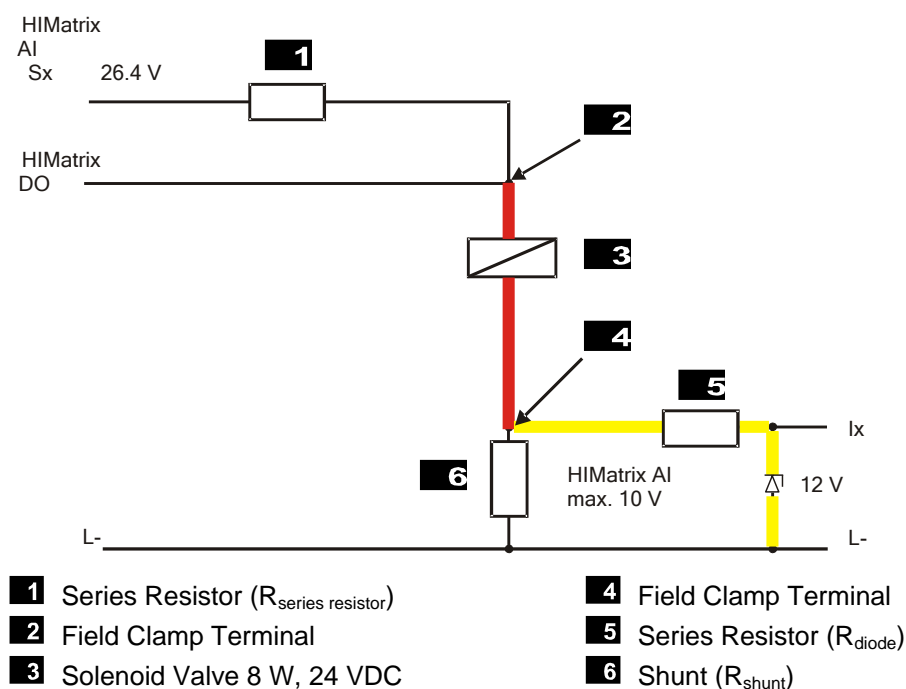 HIMatrix
AI
Sx 26.4 V
1
2
HIMatrix
DO
3
4
5
Ix
6
HIMatrix AI
max. 10 V
12 V
L-
L-
1 Series Resistor (Rseries resistor)
2 Field Clamp Terminal
3 Solenoid Valve 8 W, 24 VDC
4 Field Clamp Terminal
5 Series Resistor (Rdiode)
6 Shunt (Rshunt)